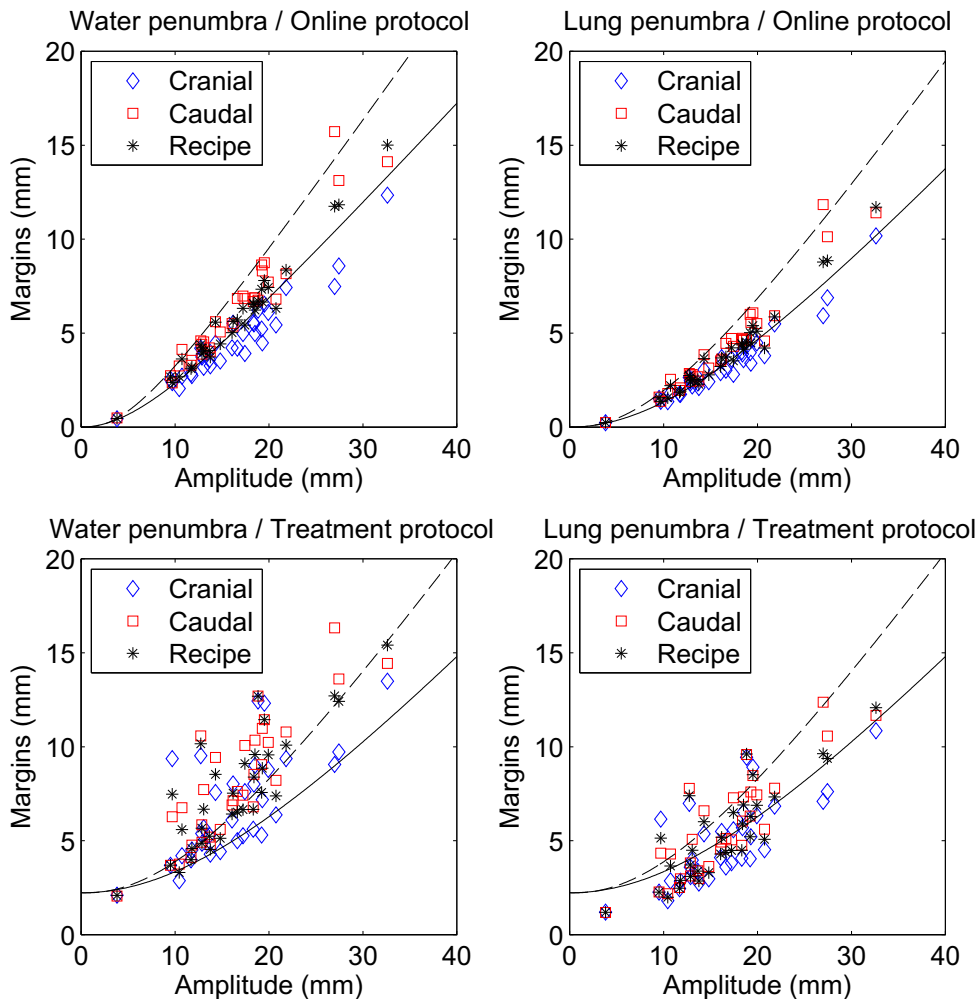 Water penumbra / Online protocol
20
15
10
5
0
Margins (mm)
Cranial
Caudal
Recipe
0 10 20 30 40
Amplitude (mm)
Lung penumbra / Online protocol
20
15
10
5
0
Margins (mm)
Cranial
Caudal
Recipe
0 10 20 30 40
Amplitude (mm)
Water penumbra / Treatment protocol
20
15
10
5
0
Margins (mm)
Cranial
Caudal
Recipe
0 10 20 30 40
Amplitude (mm)
Lung penumbra / Treatment protocol
20
15
10
5
0
Margins (mm)
Cranial
Caudal
Recipe
0 10 20 30 40
Amplitude (mm)